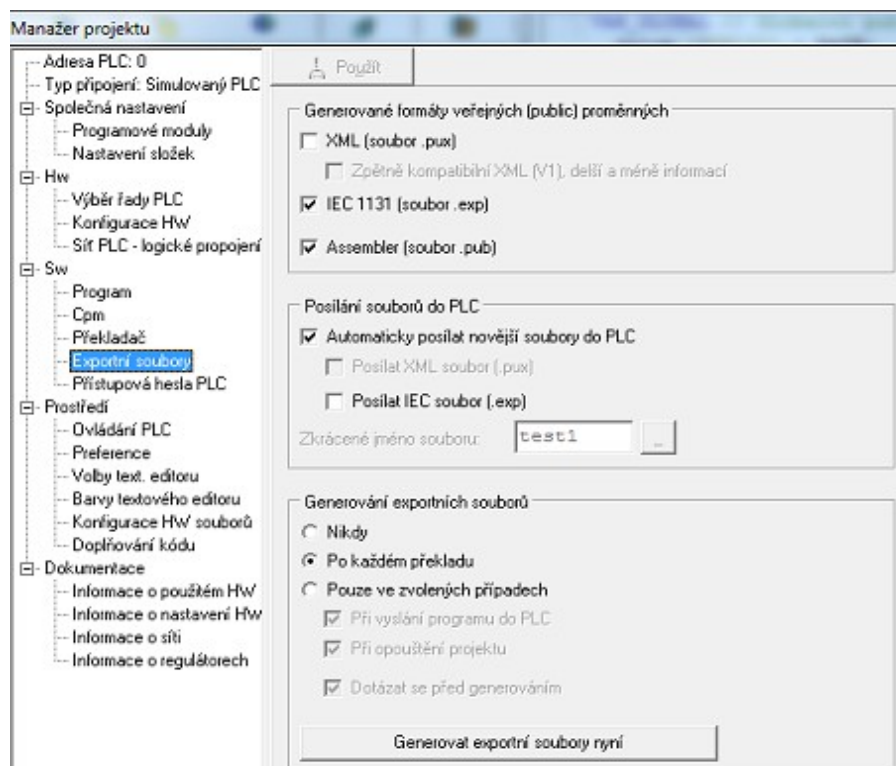 Manažer projektu
Adresa PLC: 0
Typ připojení: Simulovaný PLC
Společná nastavení
Programové moduly
Nastavení složek
Hw
Výběr řady PLC
Konfigurace HW
Síť PLC - logické propojení
Sw
Program
Cpm
Překladač
Exportní soubory
Přístupová hesla PLC
Prostředí
Ovládání PLC
Preference
Volby text. editoru
Barvy textového editoru
Konfigurace HW souborů
Doplňování kódu
Dokumentace
Informace o použitém HW
Informace o nastavení HW
Informace o síti
Informace o regulátorech
Použít
Generované formáty veřejných (public) proměnných
XML (soubor .pux)
Zpětně kompatibilní XML (V1), delší a méně informací
IEC 1131 (soubor .exp)
Assembler (soubor .pub)
Posílání souborů do PLC
Automaticky posílat novější soubory do PLC
Posílat XML soubor (.pux)
Posílat IEC soubor (.exp)
Zkrácené jméno souboru: test1 ...
Generování exportních souborů
Nikdy
Po každém překladu
Pouze ve zvolených případech
Při vyslání programu do PLC
Při opouštění projektu
Dotázat se před generováním
Generovat exportní soubory nyní